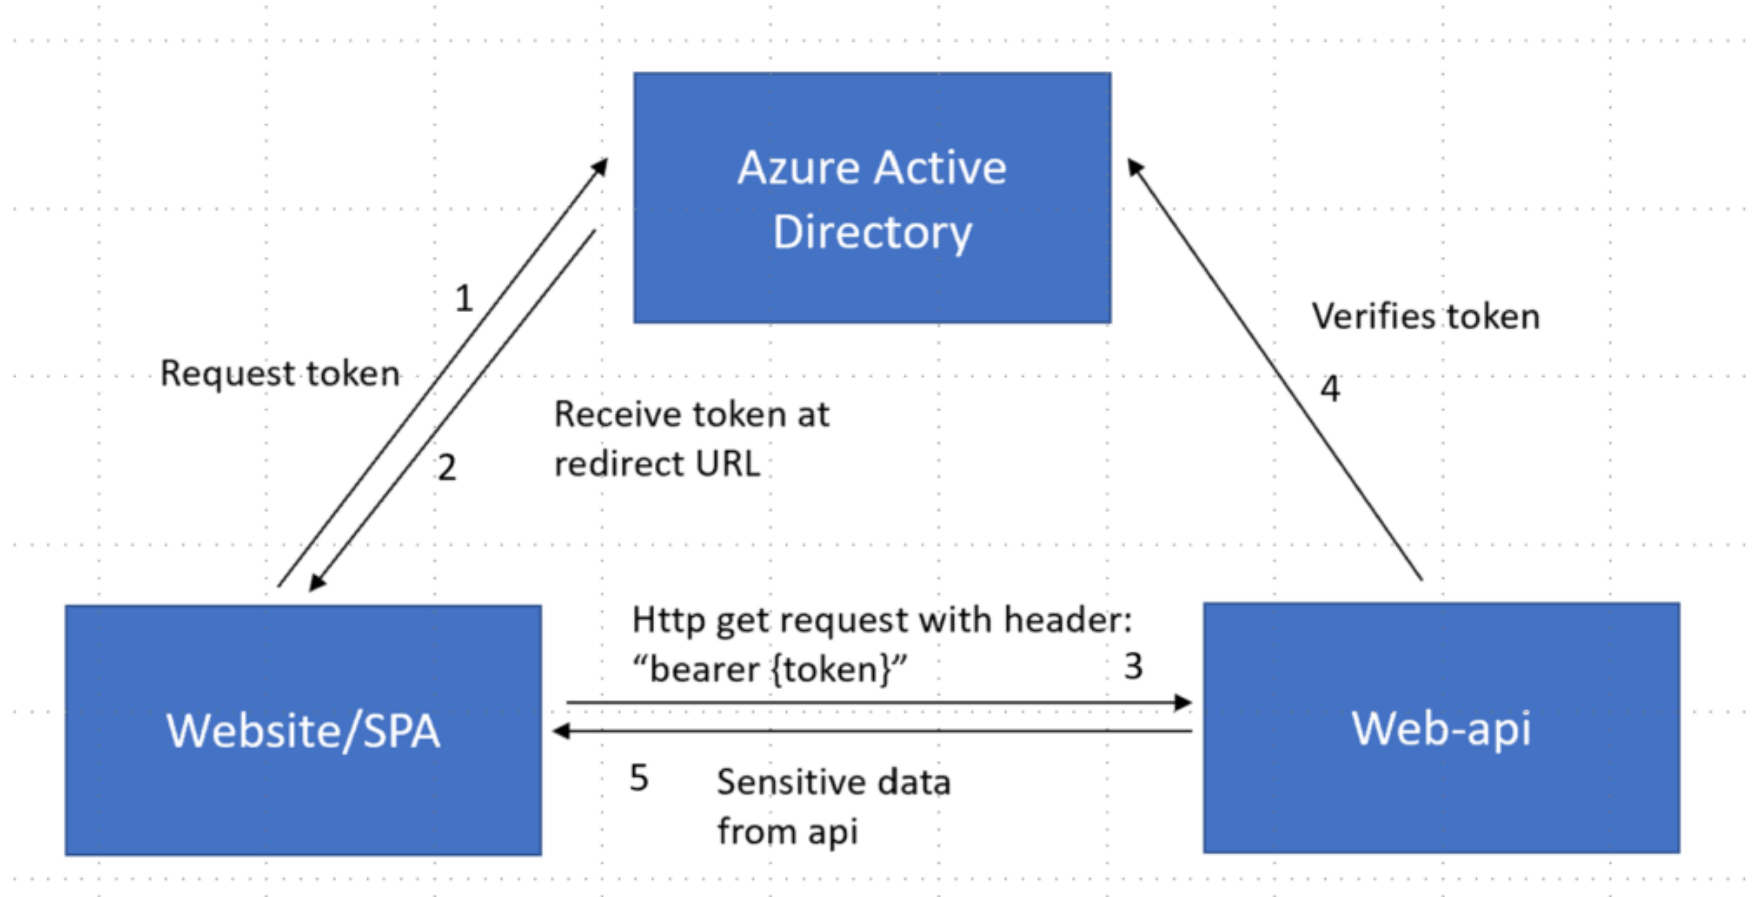 Azure Active
Directory
1
Request token
2
Receive token at
redirect URL
Verifies token
4
Http get request with header:
“bearer {token}”
3
Website/SPA
Web-api
5
Sensitive data
from api